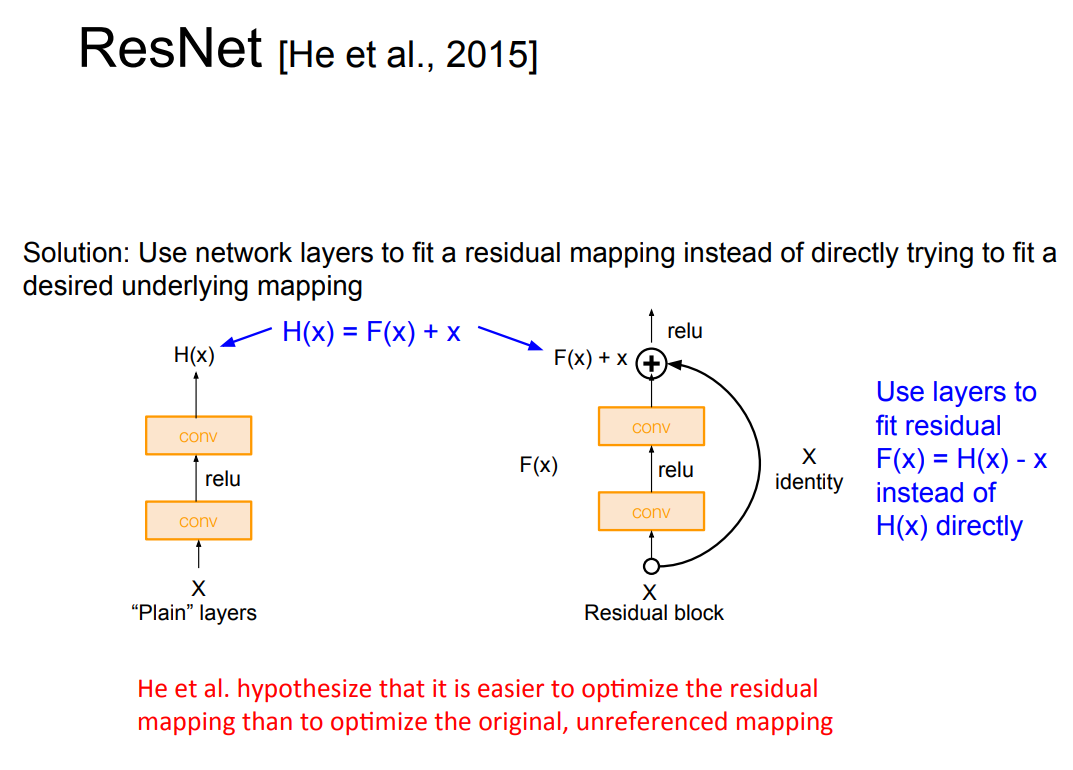 ResNet [He et al., 2015]
Solution: Use network layers to fit a residual mapping instead of directly trying to fit a
desired underlying mapping
H(x) = F(x) + x
H(x)
conv
relu
conv
X
“Plain” layers
relu
F(x) + x
+
conv
F(x)
relu
conv
X
identity
X
Residual block
Use layers to
fit residual
F(x) = H(x) - x
instead of
H(x) directly
He et al. hypothesize that it is easier to optimize the residual
mapping than to optimize the original, unreferenced mapping